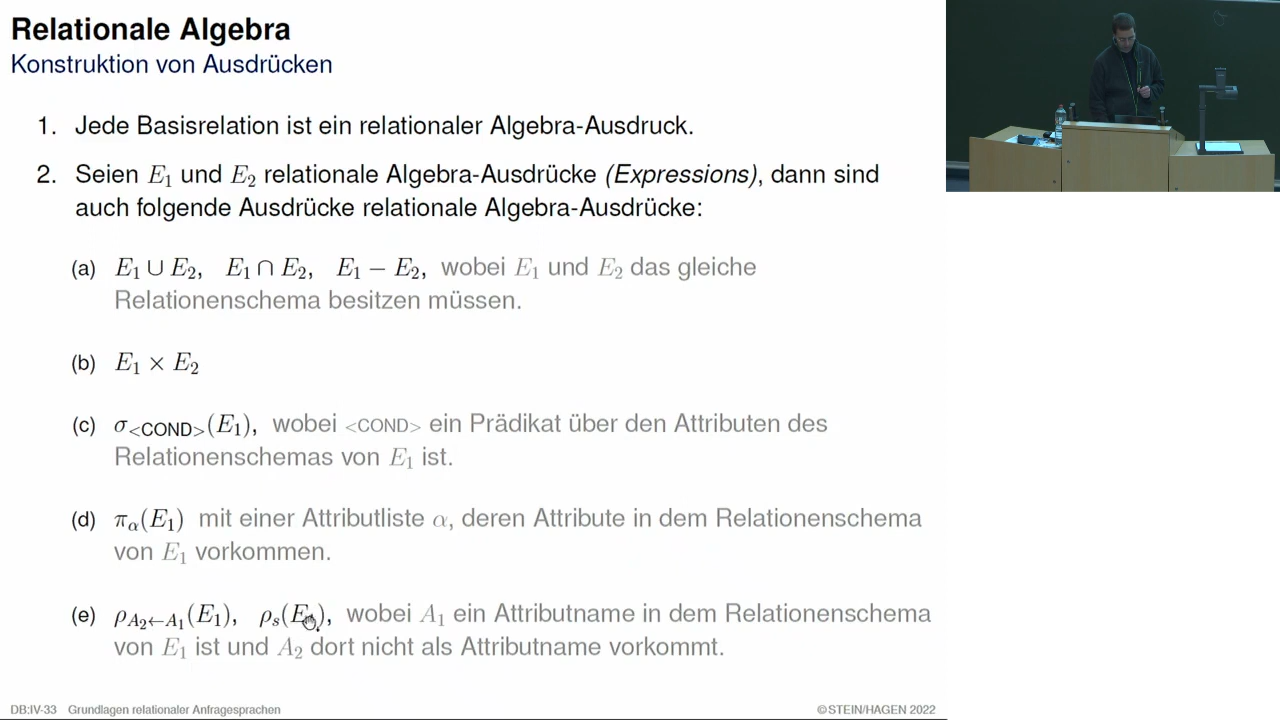 Relationale Algebra
Konstruktion von Ausdrücken
1. Jede Basisrelation ist ein relationaler Algebra-Ausdruck.
2. Seien E₁ und E₂ relationale Algebra-Ausdrücke (Expressions), dann sind
auch folgende Ausdrücke relationale Algebra-Ausdrücke:
(a) E₁ ∪ E₂, E₁ ∩ E₂, E₁ − E₂, wobei E₁ und E₂ das gleiche
Relationenschema besitzen müssen.
(b) E₁ × E₂
(c) σ<COND>(E₁), wobei <COND> ein Prädikat über den Attributen des
Relationenschemas von E₁ ist.
(d) π_α(E₁) mit einer Attributliste α, deren Attribute in dem Relationenschema
von E₁ vorkommen.
(e) ρ_A₂←A₁(E₁), ρ_s(E₁), wobei A₁ ein Attributname in dem Relationenschema
von E₁ ist und A₂ dort nicht als Attributname vorkommt.
DB:IV-33 Grundlagen relationaler Anfragesprachen ©STEIN/HAGEN 2022